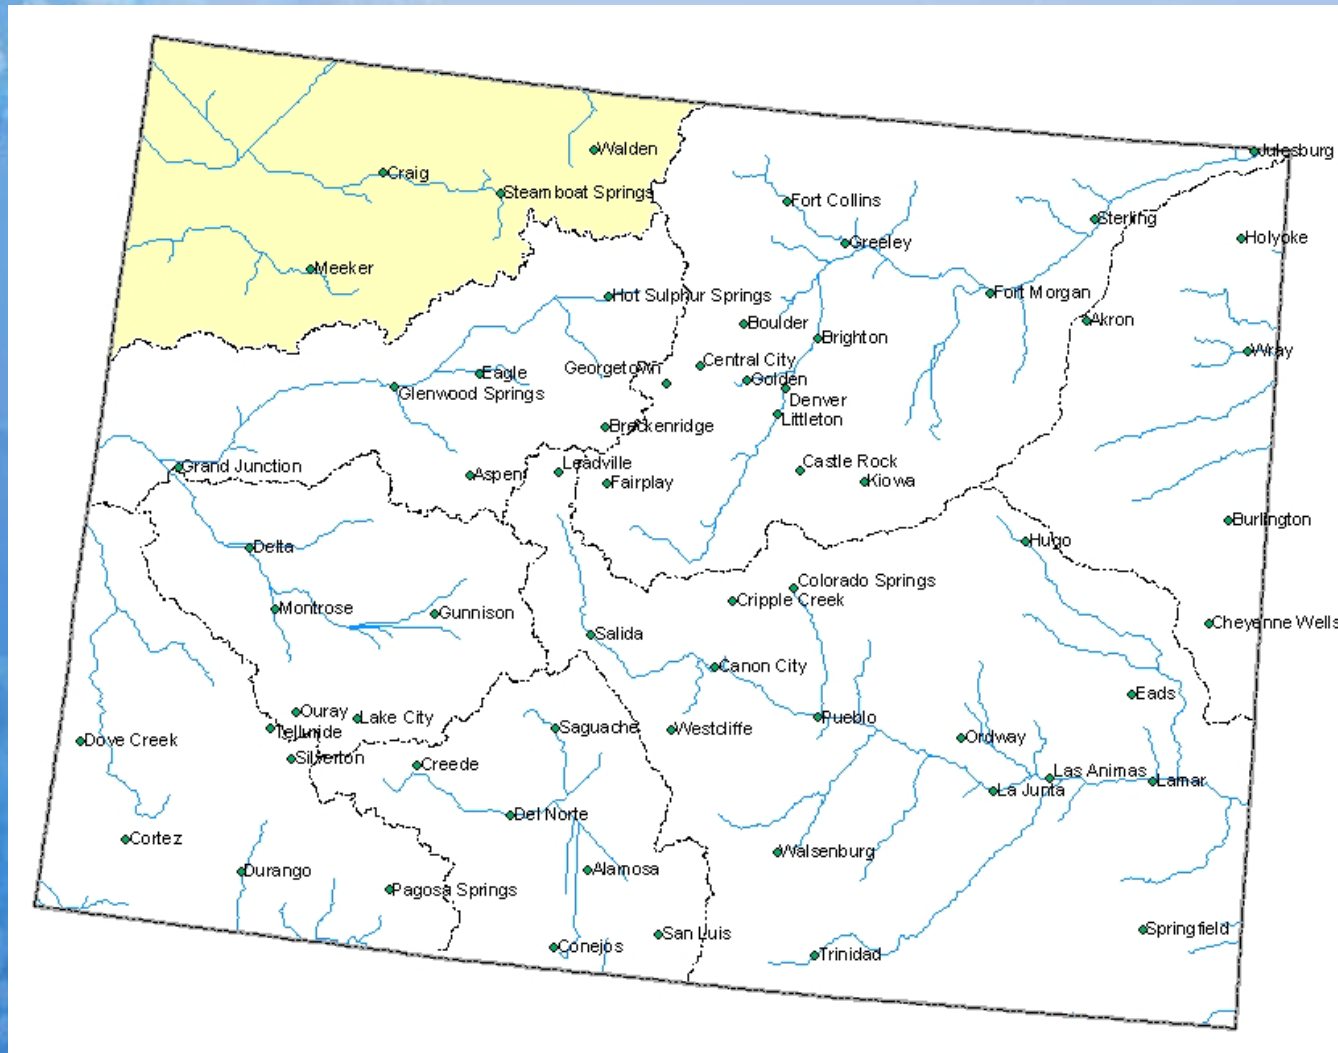 Julesburg
Walden
Craig
Steamboat Springs
Fort Collins
Sterling
Greeley
Holyoke
Meeker
Hot Sulphur Springs
Fort Morgan
Boulder
Akron
Brighton
Wray
Central City
Georgetown
Eagle
Golden
Glenwood Springs
Denver
Littleton
Breckenridge
Castle Rock
Leadville
Grand Junction
Aspen
Fairplay
Kiowa
Burlington
Hugo
Delta
Colorado Springs
Cripple Creek
Montrose
Gunnison
Cheyenne Wells
Salida
Canon City
Eads
Ouray
Lake City
Pueblo
Telluride
Saguache
Westcliffe
Ordway
Dove Creek
Silverton
Creede
Las Animas
Lamar
La Junta
Del Norte
Cortez
Walsenburg
Durango
Alamosa
Pagosa Springs
San Luis
Springfield
Conejos
Trinidad